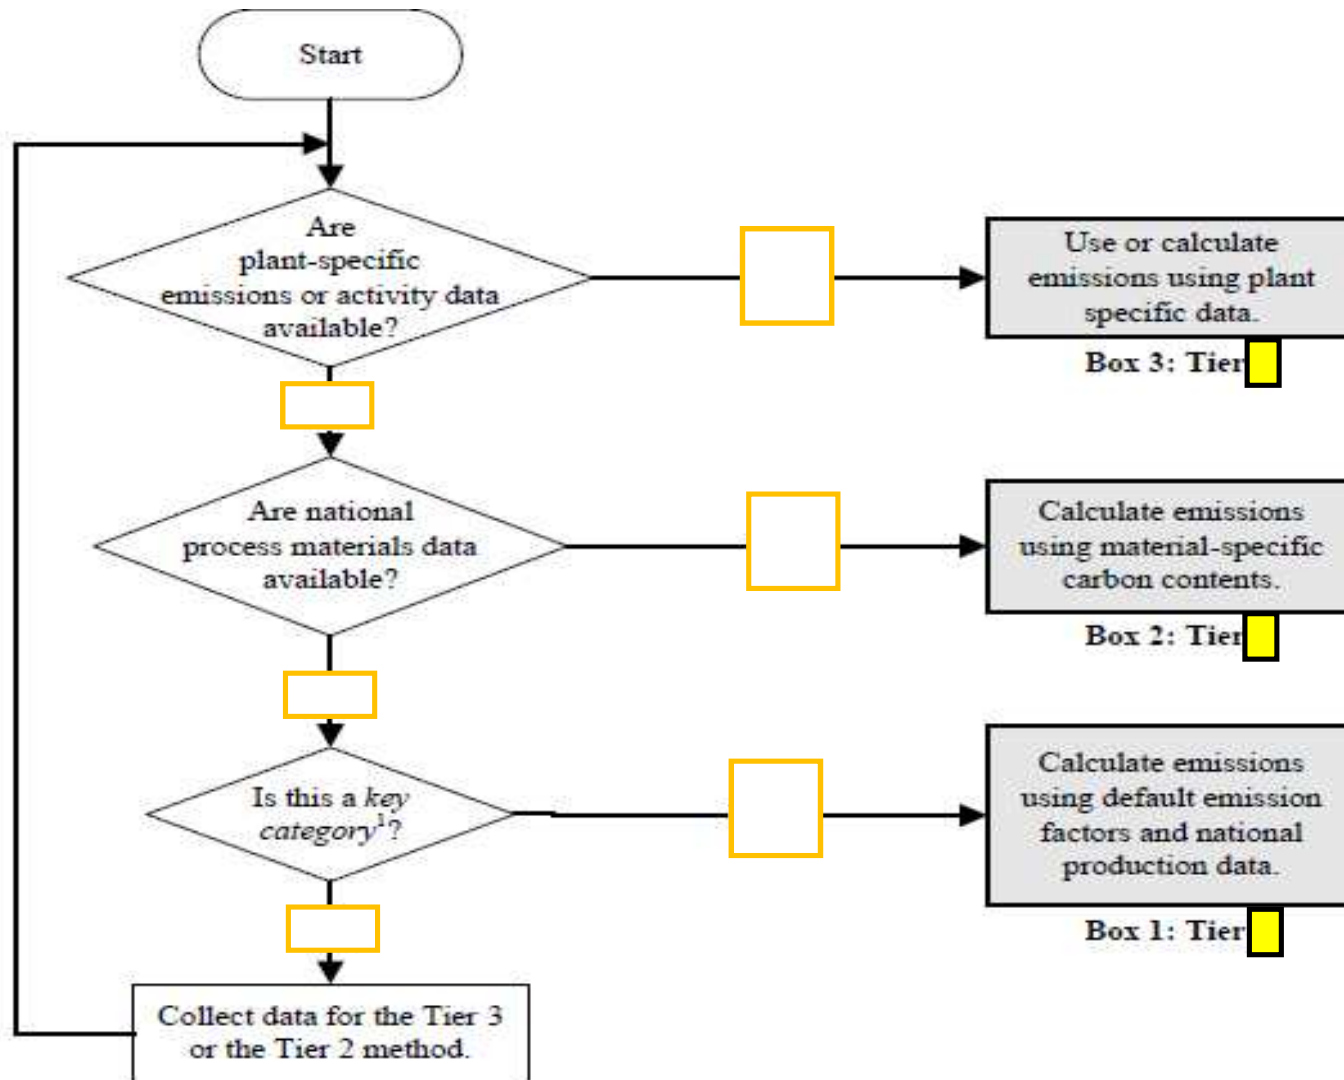 Start
Are
plant-specific
emissions or activity data
available?
Use or calculate
emissions using plant
specific data.
Box 3: Tier
Are national
process materials data
available?
Calculate emissions
using material-specific
carbon contents.
Box 2: Tier
Is this a key
category¹?
Calculate emissions
using default emission
factors and national
production data.
Box 1: Tier
Collect data for the Tier 3
or the Tier 2 method.